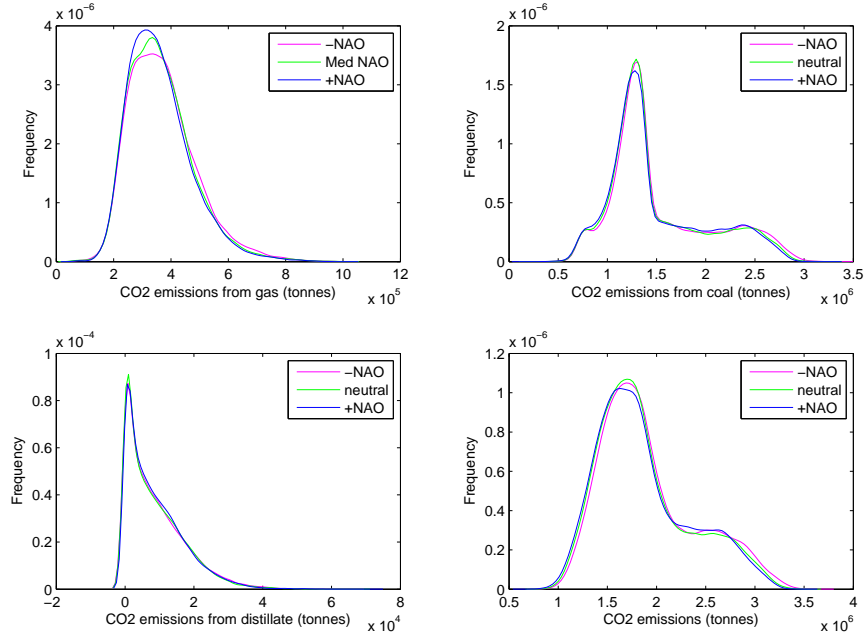 x 10^-6
4
3
2
1
0
Frequency
0 2 4 6 8 10 12
x 10^5
CO2 emissions from gas (tonnes)
−NAO
Med NAO
+NAO
x 10^-6
2
1.5
1
0.5
0
Frequency
0 0.5 1 1.5 2 2.5 3 3.5
x 10^6
CO2 emissions from coal (tonnes)
−NAO
neutral
+NAO
x 10^-4
1
0.8
0.6
0.4
0.2
0
Frequency
−2 0 2 4 6 8
x 10^4
CO2 emissions from distillate (tonnes)
−NAO
neutral
+NAO
x 10^-6
1.2
1
0.8
0.6
0.4
0.2
0
Frequency
0.5 1 1.5 2 2.5 3 3.5 4
x 10^6
CO2 emissions (tonnes)
−NAO
neutral
+NAO